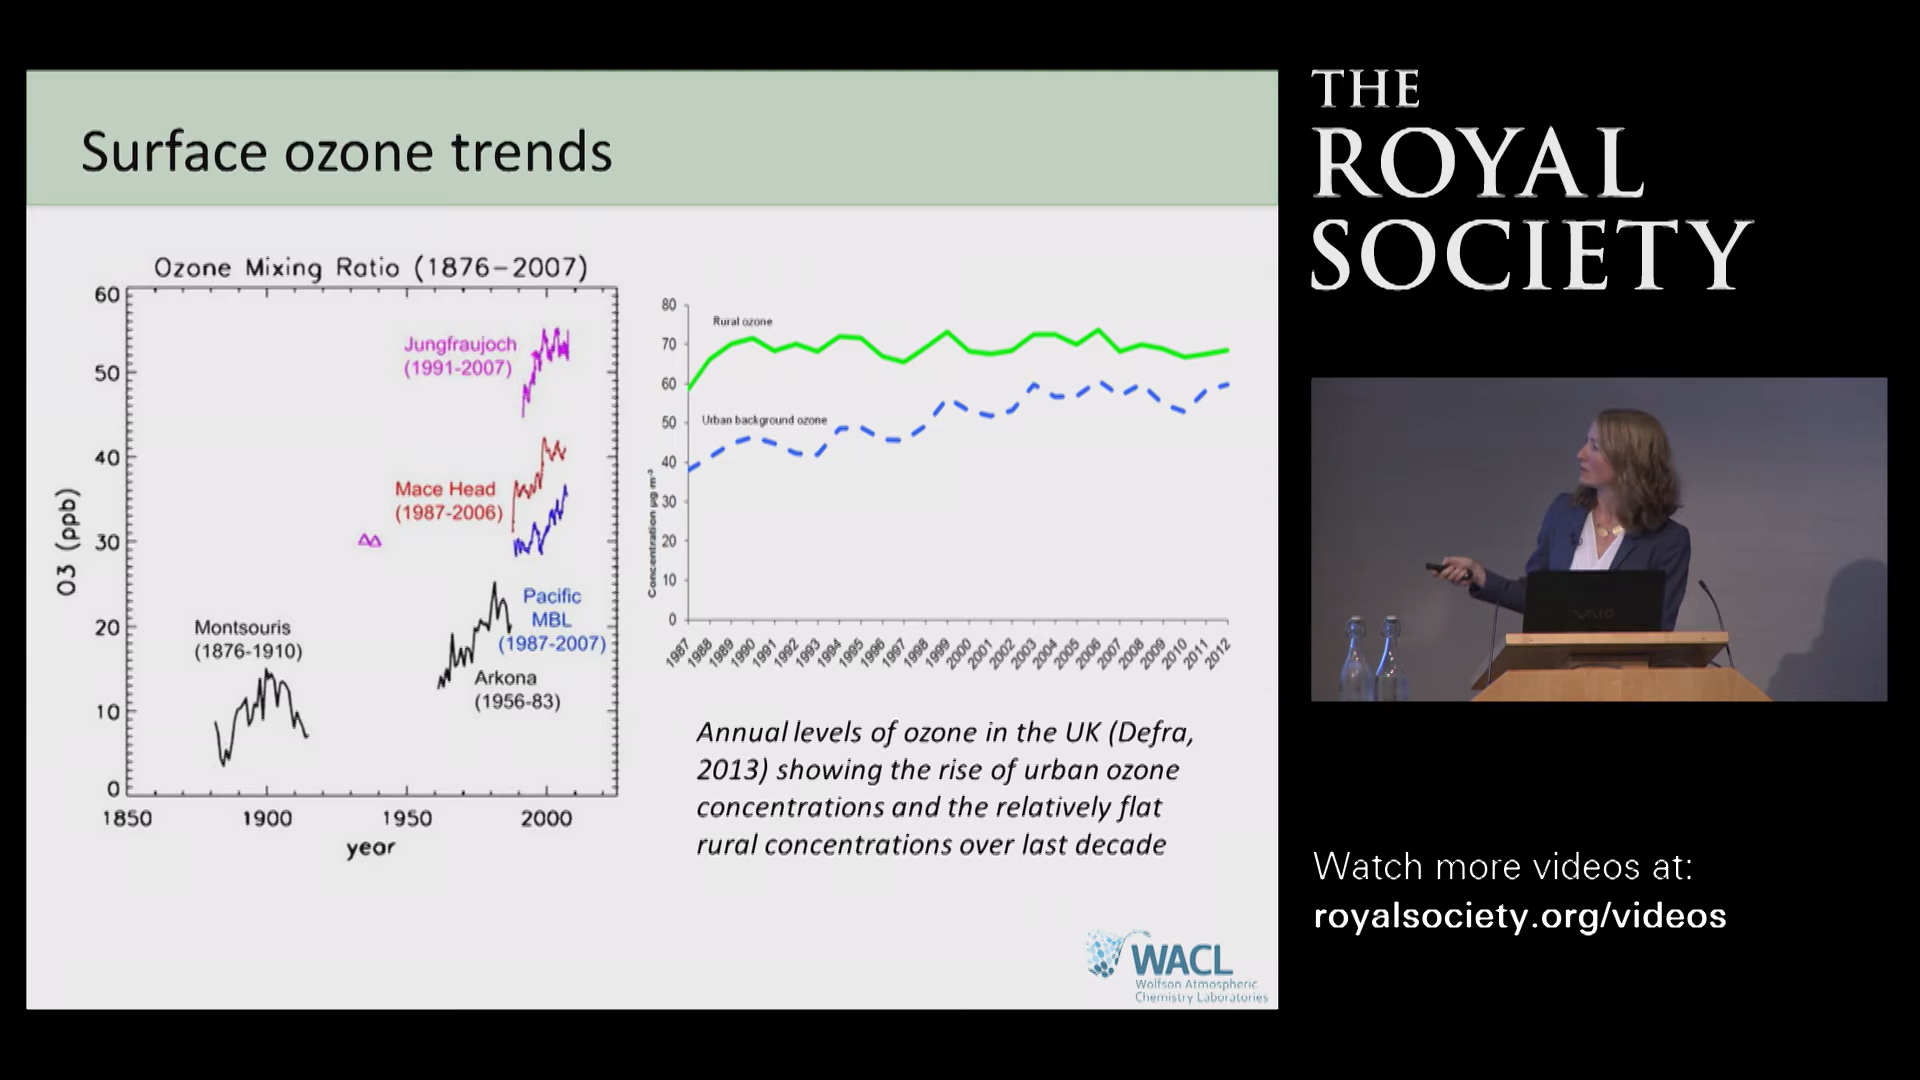 Surface ozone trends
Ozone Mixing Ratio (1876-2007)
60
50
40
30
20
10
0
O3 (ppb)
1850
1900
1950
2000
year
Jungfraujoch
(1991-2007)
Mace Head
(1987-2006)
Pacific
MBL
(1987-2007)
Montsouris
(1876-1910)
Arkona
(1956-83)
80
70
60
50
40
30
20
10
0
Concentration µg m⁻³
Rural ozone
Urban background ozone
1987
1988
1989
1990
1991
1992
1993
1994
1995
1996
1997
1998
1999
2000
2001
2002
2003
2004
2005
2006
2007
2008
2009
2010
2011
2012
Annual levels of ozone in the UK (Defra,
2013) showing the rise of urban ozone
concentrations and the relatively flat
rural concentrations over last decade
WACL
Wolfson Atmospheric
Chemistry Laboratories
THE
ROYAL
SOCIETY
VAIO
Watch more videos at:
royalsociety.org/videos